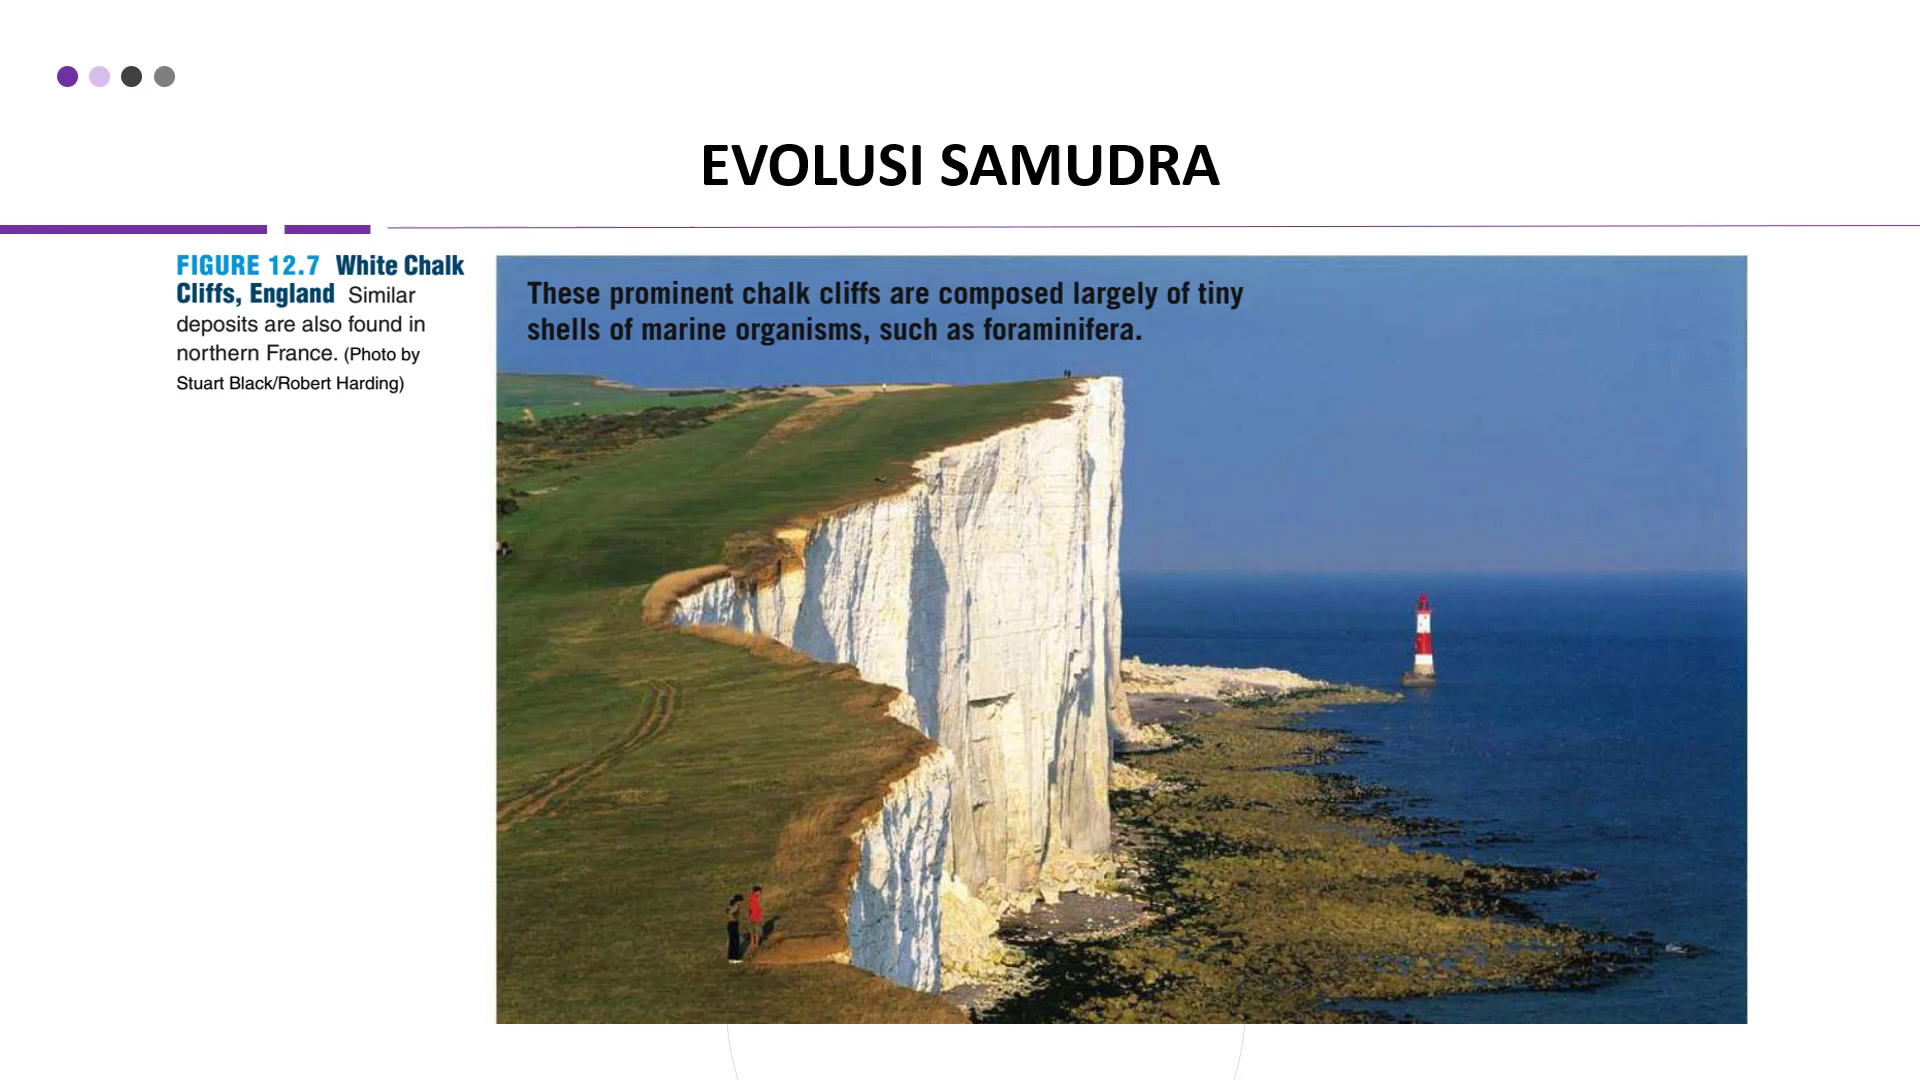 EVOLUSI SAMUDRA
FIGURE 12.7 White Chalk
Cliffs, England Similar
deposits are also found in
northern France. (Photo by
Stuart Black/Robert Harding)
These prominent chalk cliffs are composed largely of tiny
shells of marine organisms, such as foraminifera.